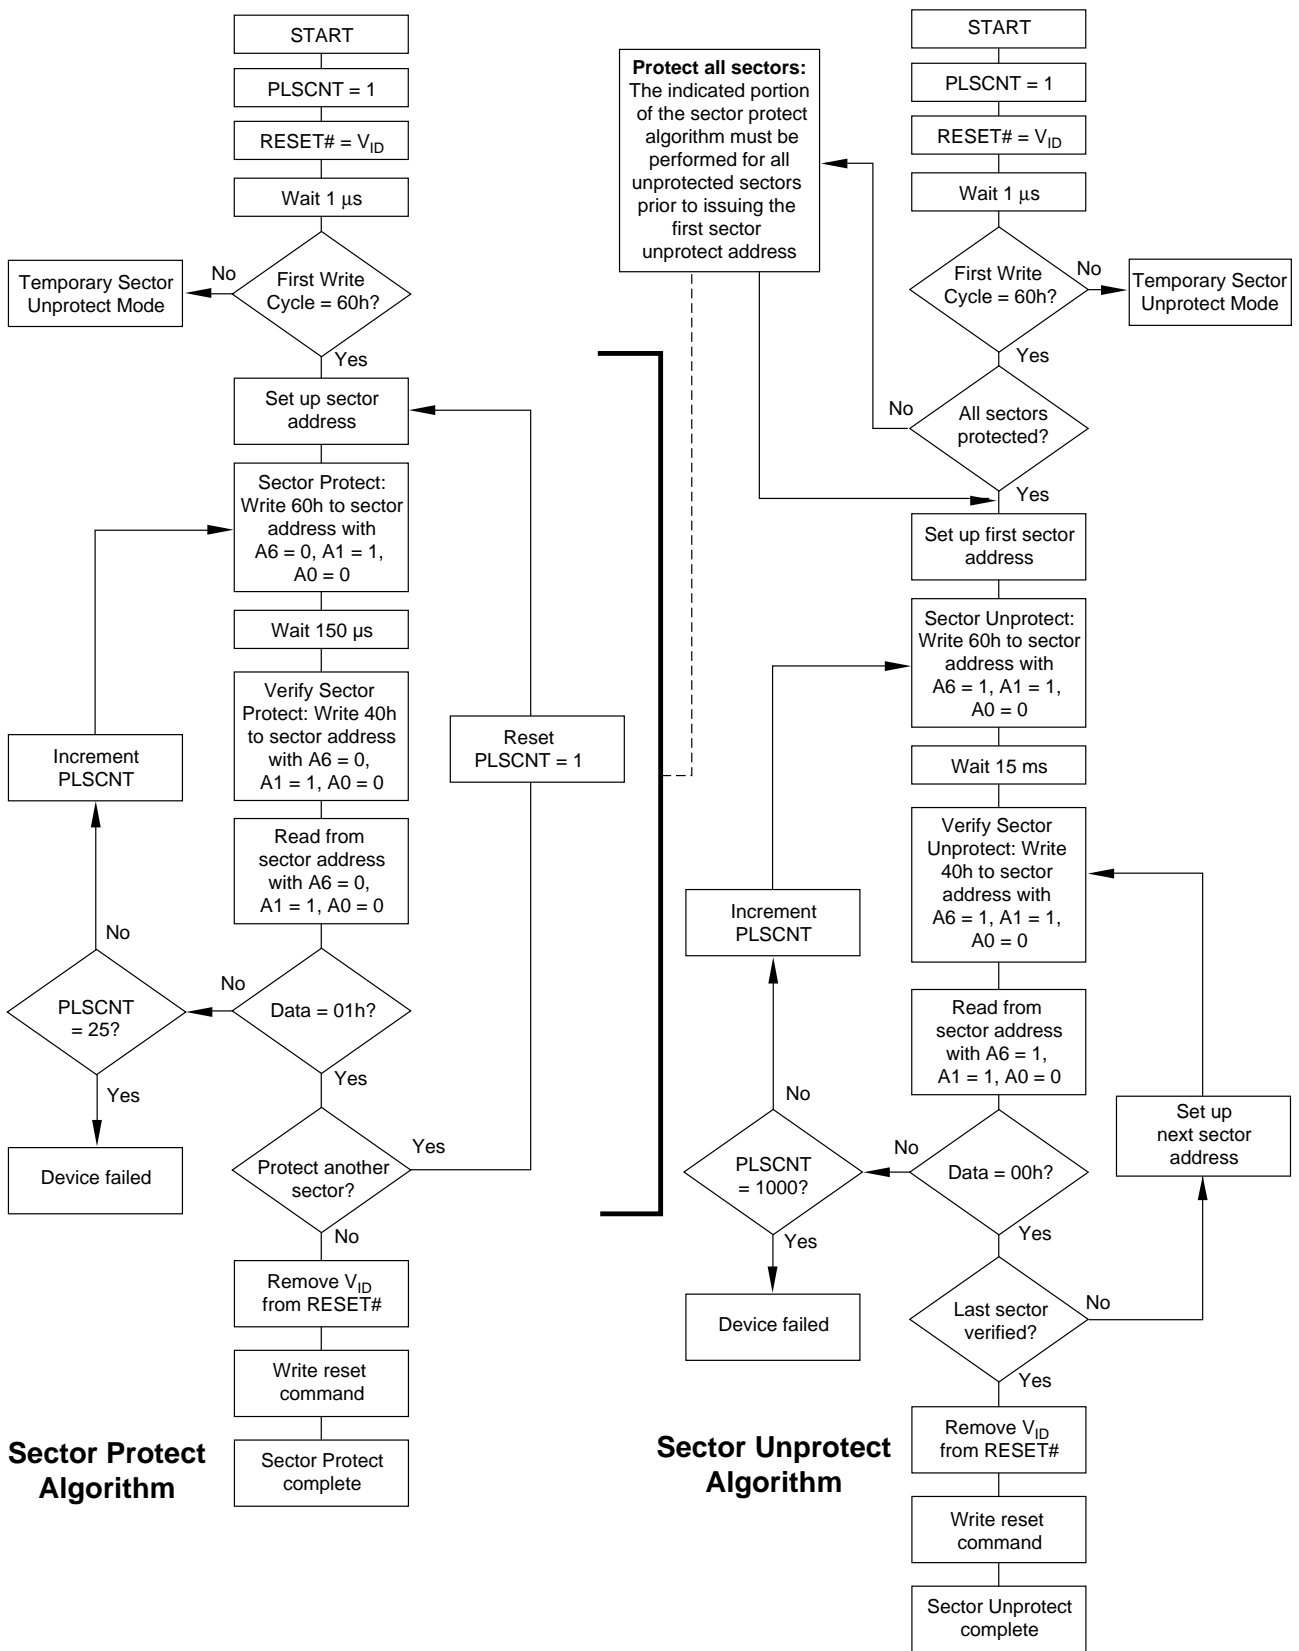 START
PLSCNT = 1
RESET# = VID
Wait 1 μs
First Write
Cycle = 60h?
No
Temporary Sector
Unprotect Mode
Yes
Set up sector
address
Sector Protect:
Write 60h to sector
address with
A6 = 0, A1 = 1,
A0 = 0
Wait 150 µs
Verify Sector
Protect: Write 40h
to sector address
with A6 = 0,
A1 = 1, A0 = 0
Reset
PLSCNT = 1
Increment
PLSCNT
Read from
sector address
with A6 = 0,
A1 = 1, A0 = 0
No
PLSCNT
= 25?
No
Data = 01h?
Yes
Yes
Device failed
Protect another
sector?
Yes
No
Remove VID
from RESET#
Write reset
command
Sector Protect
complete
Sector Protect
Algorithm
Protect all sectors:
The indicated portion
of the sector protect
algorithm must be
performed for all
unprotected sectors
prior to issuing the
first sector
unprotect address
START
PLSCNT = 1
RESET# = VID
Wait 1 μs
First Write
Cycle = 60h?
No
Temporary Sector
Unprotect Mode
Yes
No
All sectors
protected?
Yes
Set up first sector
address
Sector Unprotect:
Write 60h to sector
address with
A6 = 1, A1 = 1,
A0 = 0
Wait 15 ms
Verify Sector
Unprotect: Write
40h to sector
address with
A6 = 1, A1 = 1,
A0 = 0
Increment
PLSCNT
Read from
sector address
with A6 = 1,
A1 = 1, A0 = 0
No
PLSCNT
= 1000?
No
Data = 00h?
Set up
next sector
address
Yes
Yes
Device failed
Last sector
verified?
No
Yes
Remove VID
from RESET#
Write reset
command
Sector Unprotect
complete
Sector Unprotect
Algorithm